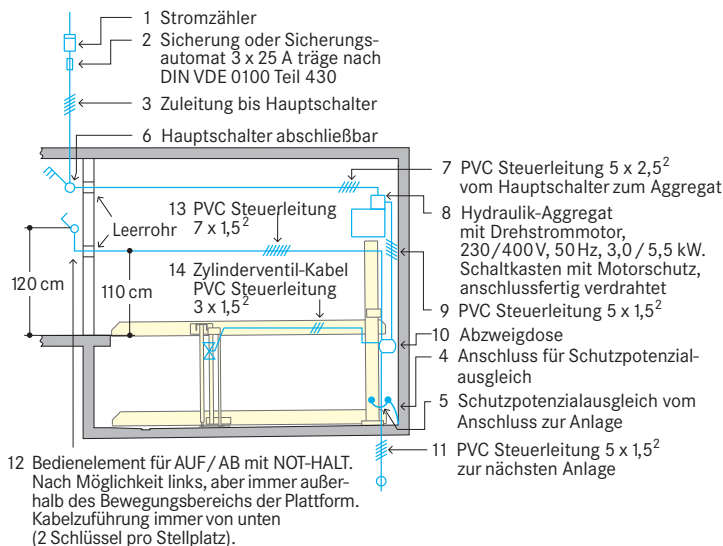 1 Stromzähler
2 Sicherung oder Sicherungs-
automat 3 x 25 A träge nach
DIN VDE 0100 Teil 430
3 Zuleitung bis Hauptschalter
6 Hauptschalter abschließbar
7 PVC Steuerleitung 5 x 2,5²
vom Hauptschalter zum Aggregat
8 Hydraulik-Aggregat
mit Drehstrommotor,
230/400V, 50Hz, 3,0/5,5 kW.
Schaltkasten mit Motorschutz,
anschlussfertig verdrahtet
9 PVC Steuerleitung 5 x 1,5²
10 Abzweigdose
4 Anschluss für Schutzpotenzial-
ausgleich
5 Schutzpotenzialausgleich vom
Anschluss zur Anlage
11 PVC Steuerleitung 5 x 1,5²
zur nächsten Anlage
Leerrohr
13 PVC Steuerleitung
7 x 1,5²
14 Zylinderventil-Kabel
PVC Steuerleitung
3 x 1,5²
120 cm
110 cm
12 Bedienelement für AUF/AB mit NOT-HALT.
Nach Möglichkeit links, aber immer außer-
halb des Bewegungsbereichs der Plattform.
Kabelzuführung immer von unten
(2 Schlüssel pro Stellplatz).